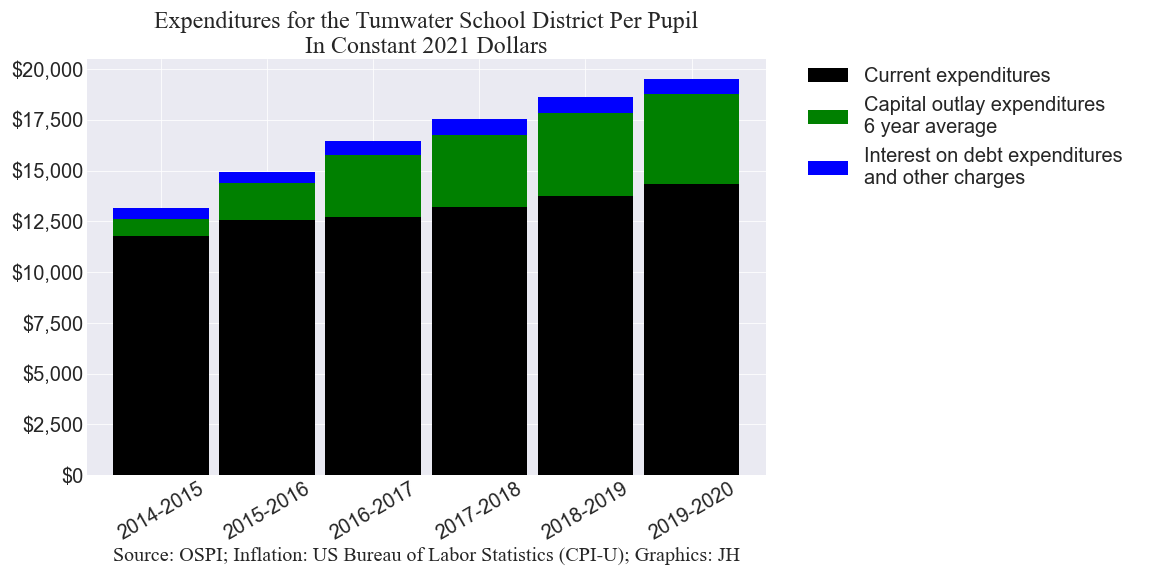 Expenditures for the Tumwater School District Per Pupil
In Constant 2021 Dollars
$20,000
$17,500
$15,000
$12,500
$10,000
$7,500
$5,000
$2,500
$0
2014-2015
2015-2016
2016-2017
2017-2018
2018-2019
2019-2020
Current expenditures
Capital outlay expenditures
6 year average
Interest on debt expenditures
and other charges
Source: OSPI; Inflation: US Bureau of Labor Statistics (CPI-U); Graphics: JH